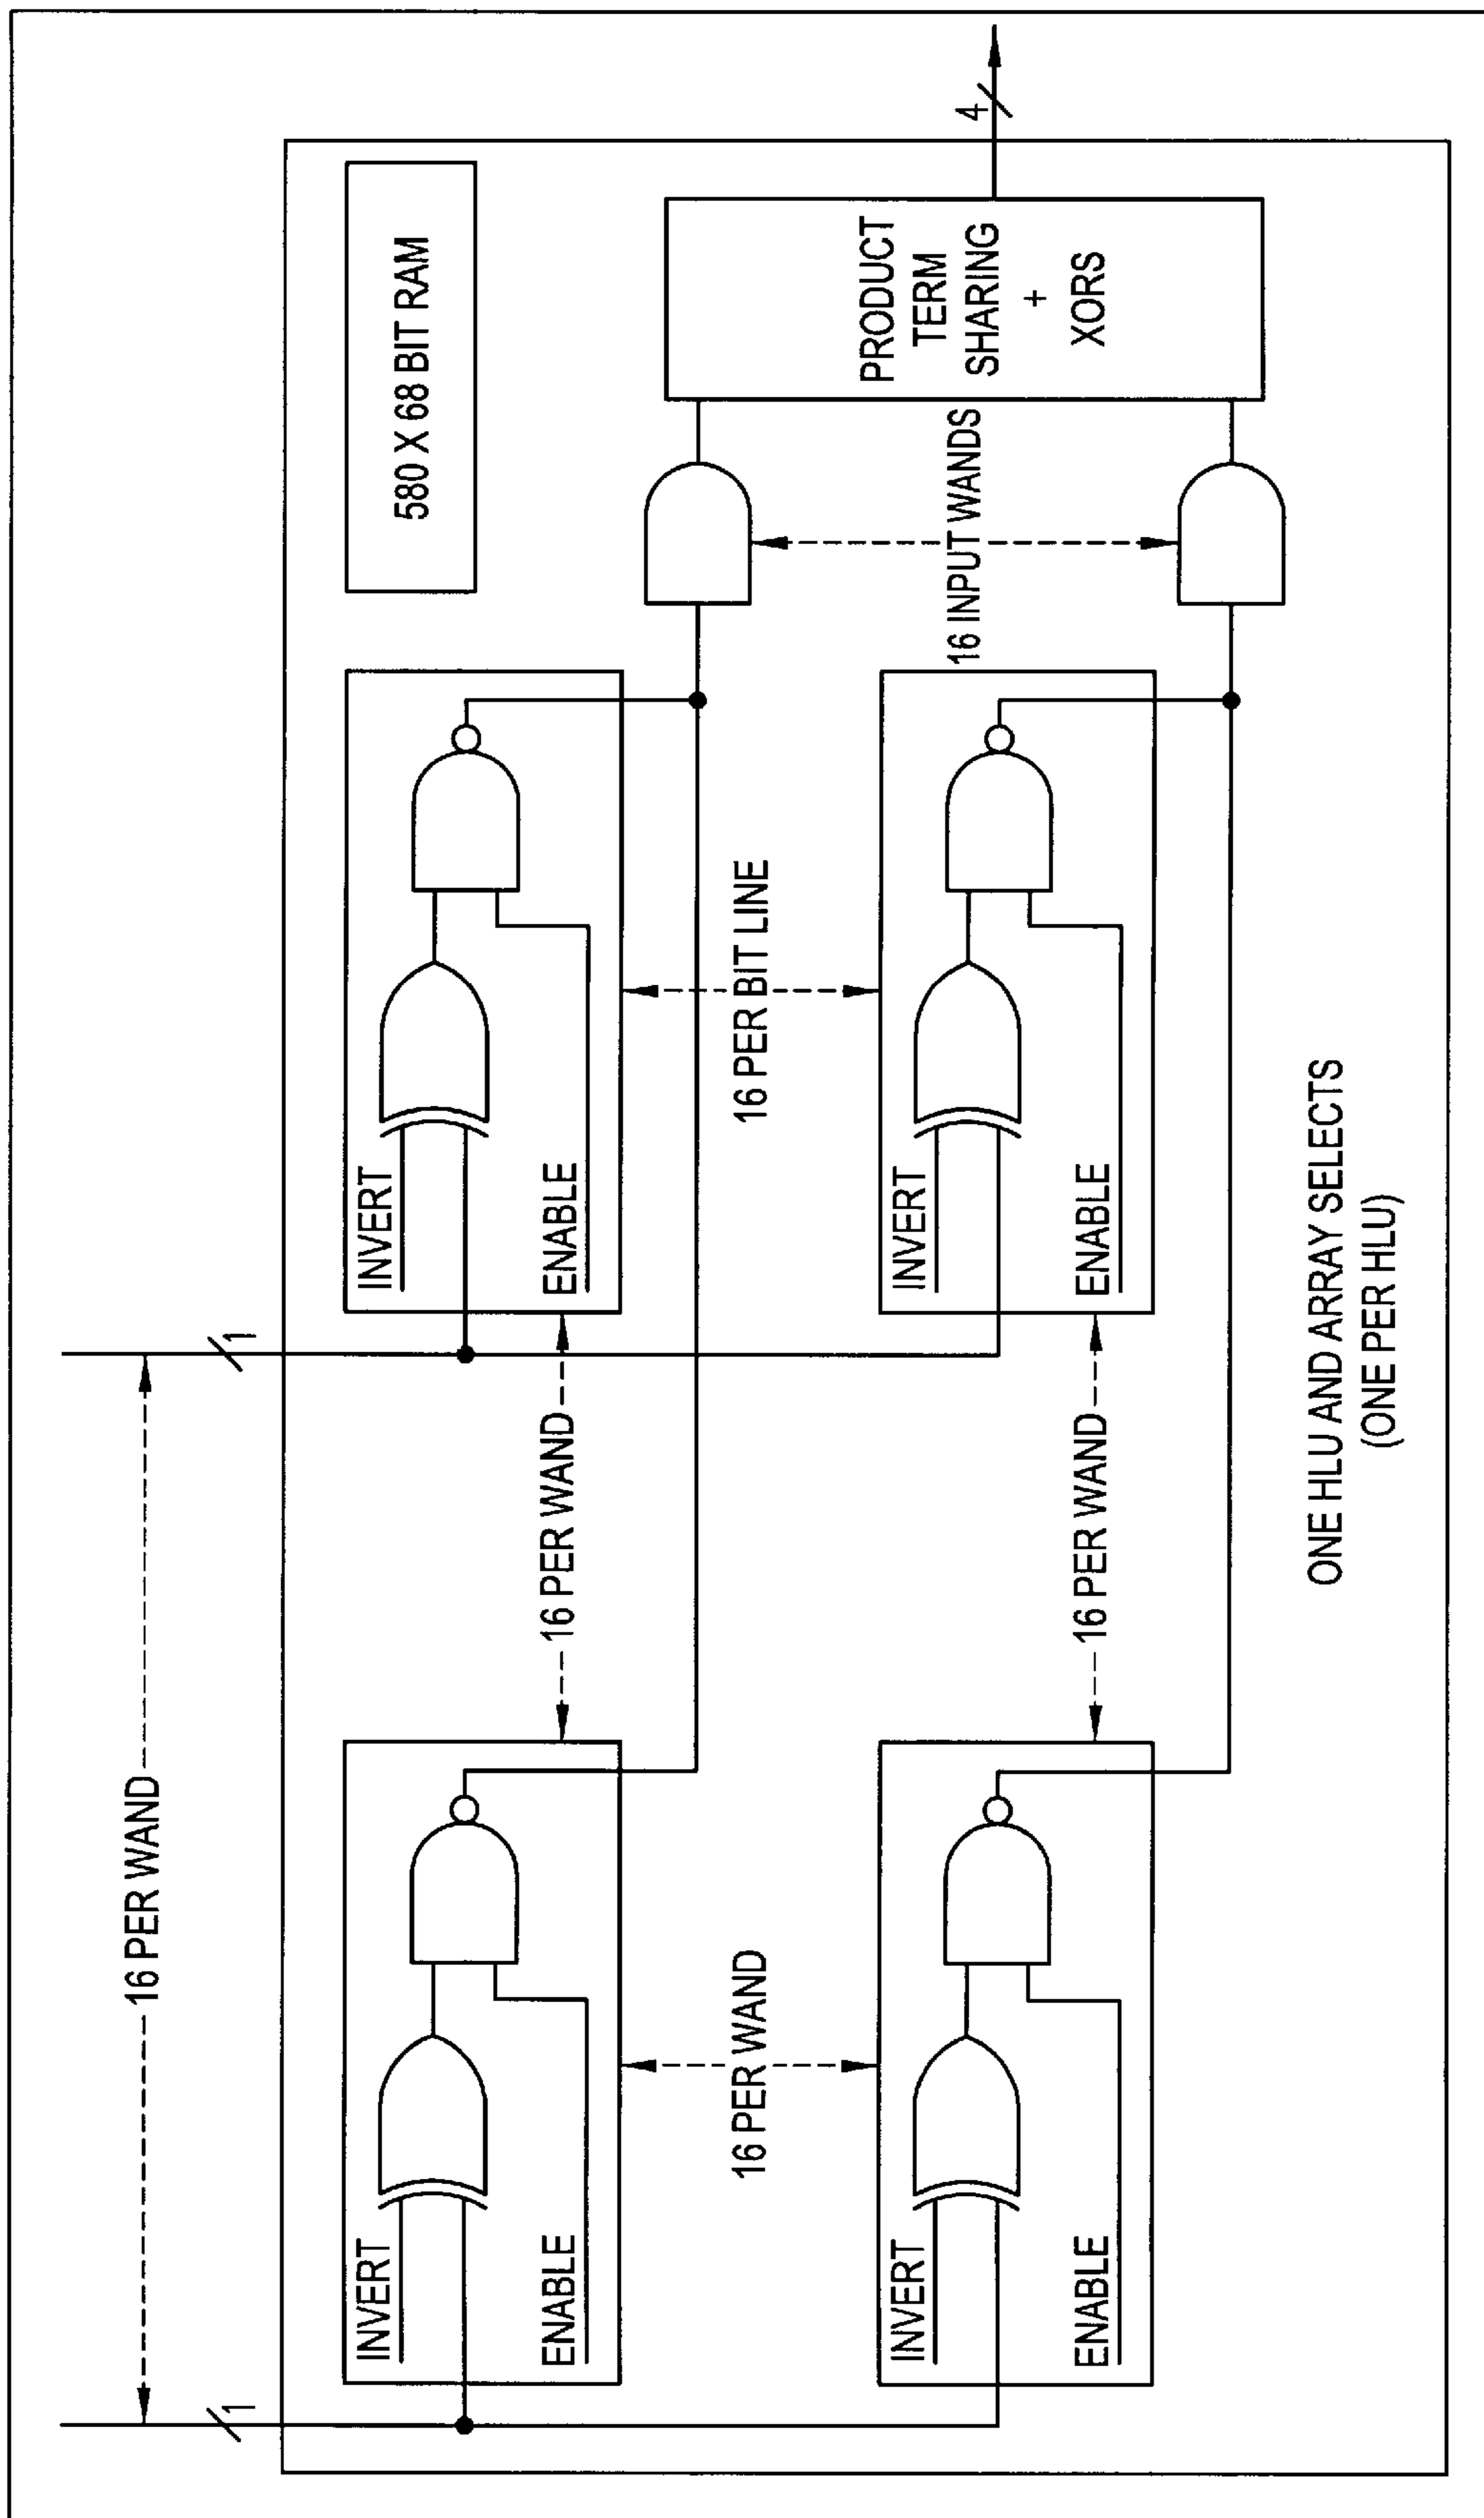 16 PER WAND
1
1
INVERT
INVERT
580 X 68 BIT RAM
ENABLE
16 PER WAND
ENABLE
16 PER WAND
16 PER BIT LINE
16 INPUT WANDS
PRODUCT
TERM
SHARING
+
XORS
4
INVERT
INVERT
ENABLE
16 PER WAND
ENABLE
ONE HLU AND ARRAY SELECTS
(ONE PER HLU)